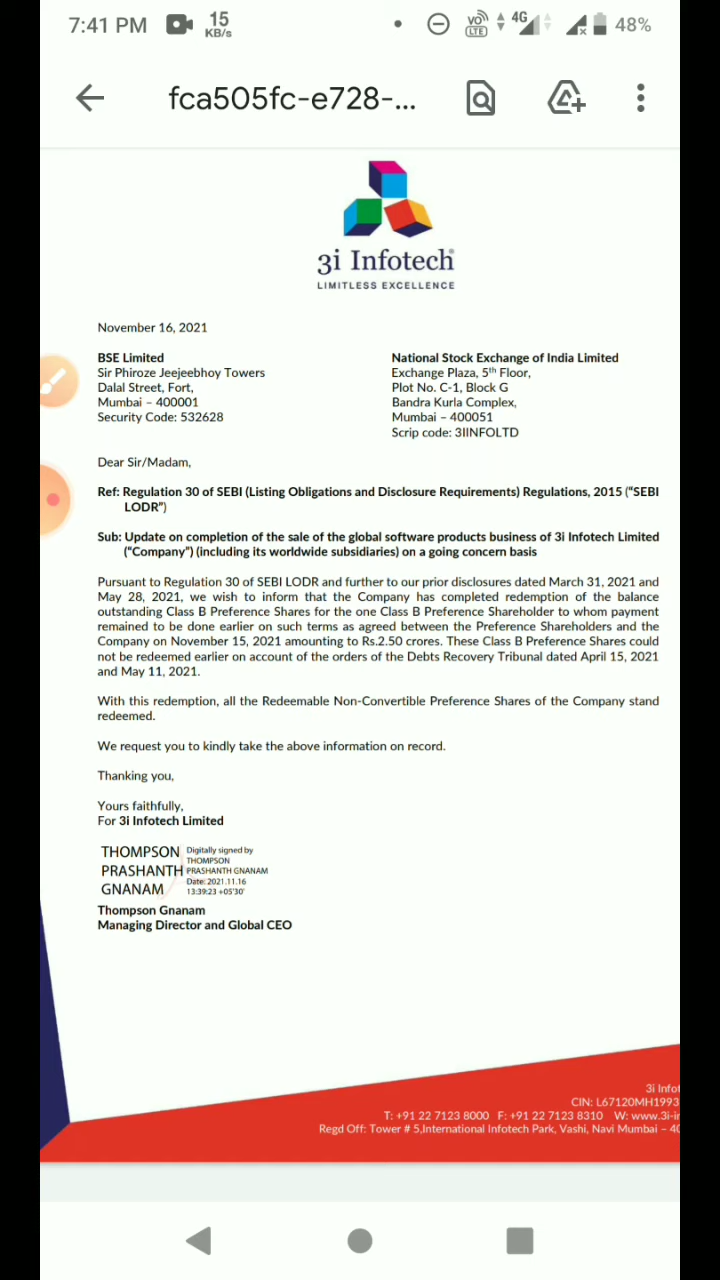 7:41 PM 15 KB/s VO LTE 4G 48%
fca505fc-e728-...
3i Infotech®
LIMITLESS EXCELLENCE
November 16, 2021
BSE Limited
Sir Phiroze Jeejeebhoy Towers
Dalal Street, Fort,
Mumbai – 400001
Security Code: 532628
National Stock Exchange of India Limited
Exchange Plaza, 5th Floor,
Plot No. C-1, Block G
Bandra Kurla Complex,
Mumbai – 400051
Scrip code: 3IINFOLTD
Dear Sir/Madam,
Ref: Regulation 30 of SEBI (Listing Obligations and Disclosure Requirements) Regulations, 2015 (“SEBI
LODR”)
Sub: Update on completion of the sale of the global software products business of 3i Infotech Limited
(“Company”) (including its worldwide subsidiaries) on a going concern basis
Pursuant to Regulation 30 of SEBI LODR and further to our prior disclosures dated March 31, 2021 and
May 28, 2021, we wish to inform that the Company has completed redemption of the balance
outstanding Class B Preference Shares for the one Class B Preference Shareholder to whom payment
remained to be done earlier on such terms as agreed between the Preference Shareholders and the
Company on November 15, 2021 amounting to Rs.2.50 crores. These Class B Preference Shares could
not be redeemed earlier on account of the orders of the Debts Recovery Tribunal dated April 15, 2021
and May 11, 2021.
With this redemption, all the Redeemable Non-Convertible Preference Shares of the Company stand
redeemed.
We request you to kindly take the above information on record.
Thanking you,
Yours faithfully,
For 3i Infotech Limited
THOMPSON
PRASHANTH
GNANAM
Digitally signed by
THOMPSON
PRASHANTH GNANAM
Date: 2021.11.16
13:39:23 +05'30'
Thompson Gnanam
Managing Director and Global CEO
3i Infot
CIN: L67120MH1993
T: +91 22 7123 8000 F: +91 22 7123 8310 W: www.3i-in
Regd Off: Tower # 5,International Infotech Park, Vashi, Navi Mumbai – 40